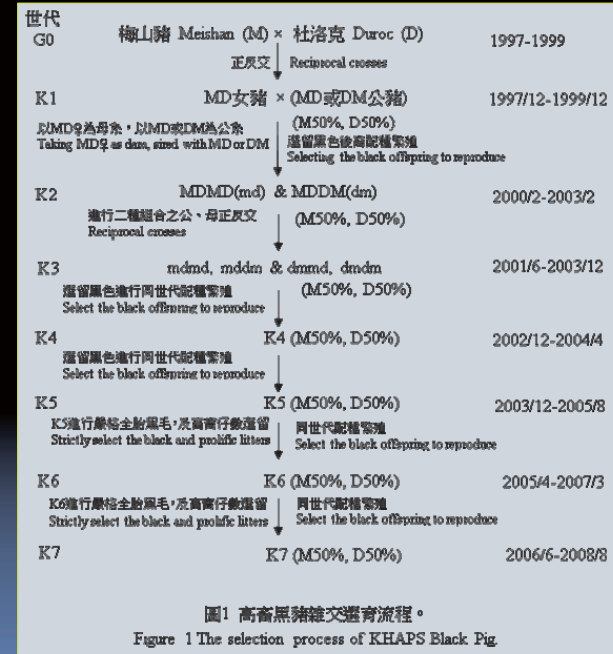 世代
G0 梅山豬 Meishan (M) × 杜洛克 Duroc (D) 1997-1999
正反交 Reciprocal crosses
K1 MD女豬 × (MD或DM公豬) 1997/12-1999/12
以MD♀為母系,以MD或DM為公系 (M50%, D50%)
Taking MD♀ as dam, sired with MD or DM 選留黑色後裔配種繁殖
Selecting the black offspring to reproduce
K2 MDMD(md) & MDDM(dm) 2000/2-2003/2
進行二種組合之公、母正反交 (M50%, D50%)
Reciprocal crosses
K3 mdmd, mddm & dmmd, dmdm 2001/6-2003/12
選留黑色進行同世代配種繁殖 (M50%, D50%)
Select the black offspring to reproduce
K4 K4 (M50%, D50%) 2002/12-2004/4
選留黑色進行同世代配種繁殖
Select the black offspring to reproduce
K5 K5 (M50%, D50%) 2003/12-2005/8
K5進行嚴格全胎黑毛,及高窩仔數選留 同世代配種繁殖
Strictly select the black and prolific litters Select the black offspring to reproduce
K6 K6 (M50%, D50%) 2005/4-2007/3
K6進行嚴格全胎黑毛,及高窩仔數選留 同世代配種繁殖
Strictly select the black and prolific litters Select the black offspring to reproduce
K7 K7 (M50%, D50%) 2006/6-2008/8
圖1 高畜黑豬雜交選育流程。
Figure 1 The selection process of KHAPS Black Pig.